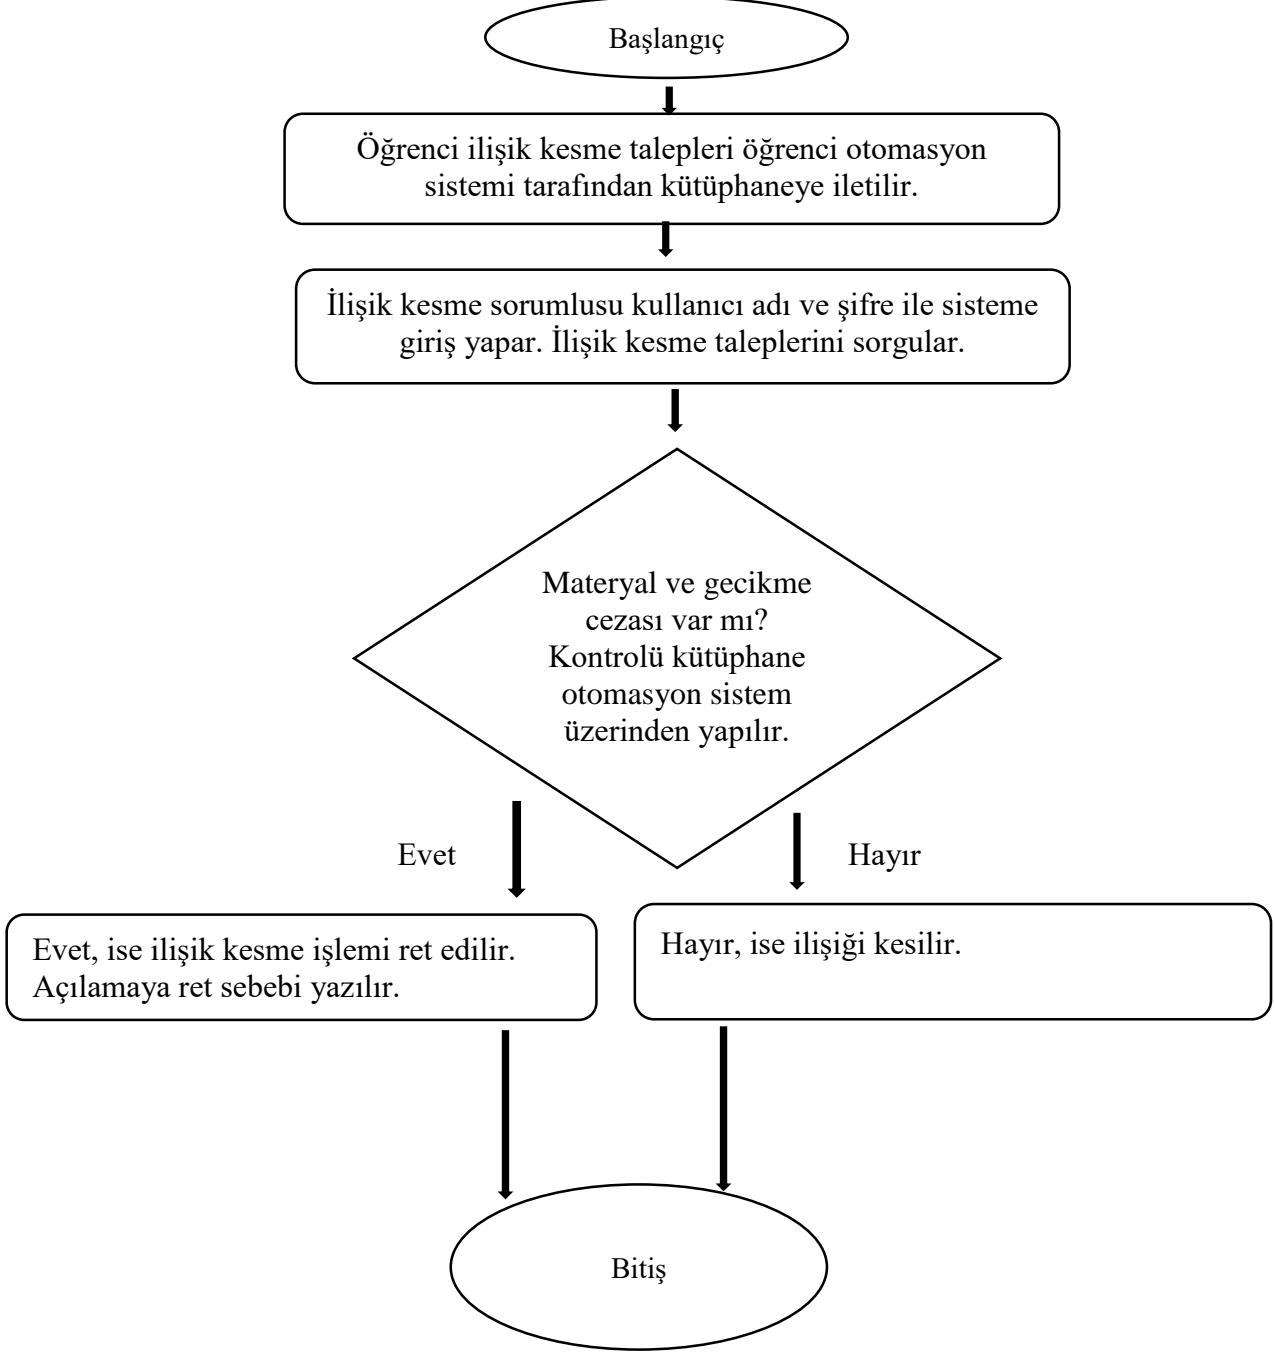 Başlangıç
Öğrenci ilişik kesme talepleri öğrenci otomasyon
sistemi tarafından kütüphaneye iletilir.
İlişik kesme sorumlusu kullanıcı adı ve şifre ile sisteme
giriş yapar. İlişik kesme taleplerini sorgular.
Materyal ve gecikme
cezası var mı?
Kontrolü kütüphane
otomasyon sistem
üzerinden yapılır.
Evet
Hayır
Evet, ise ilişik kesme işlemi ret edilir.
Açılamaya ret sebebi yazılır.
Hayır, ise ilişiği kesilir.
Bitiş